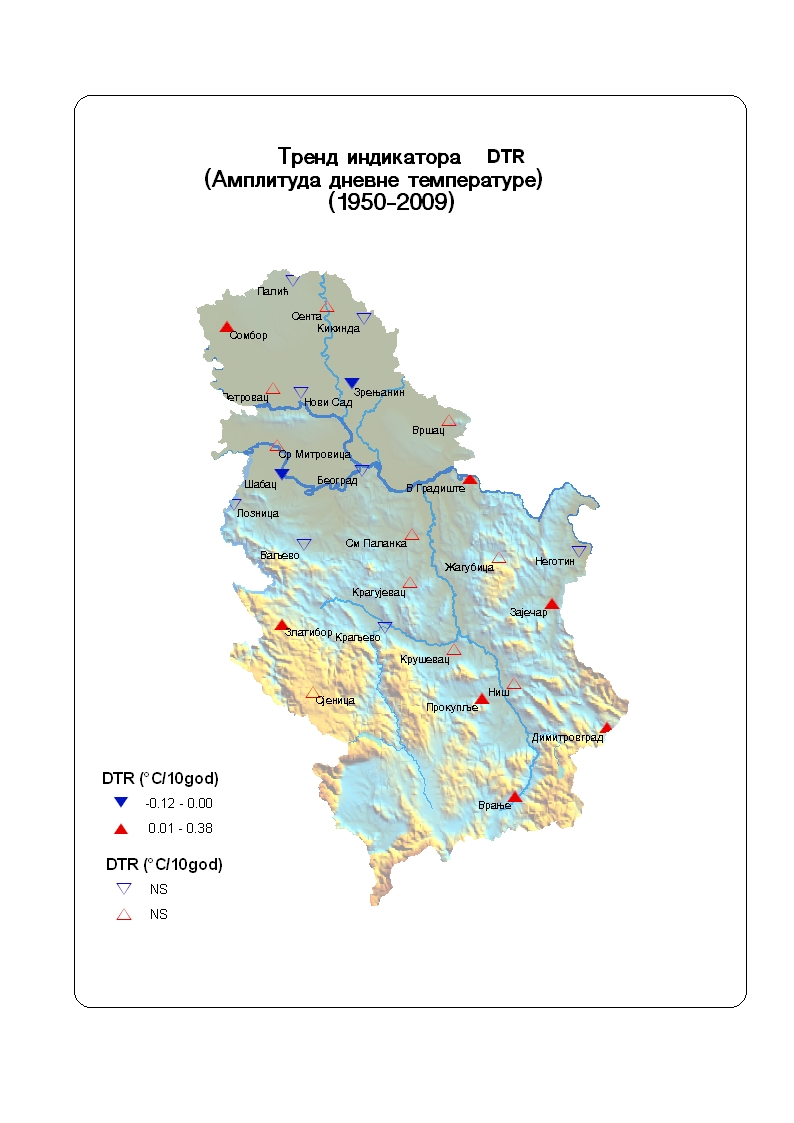 Тренд индикатора DTR
(Амплитуда дневне температуре)
(1950-2009)
Палић
Сента
Кикинда
Сомбор
Петровац
Нови Сад
Зрењанин
Вршац
Ср Митровица
Шабац
Београд
В Градиште
Лозница
Ваљево
См Паланка
Жагубица
Неготин
Крагујевац
Зајечар
Златибор
Краљево
Крушевац
Сјеница
Ниш
Прокупље
Димитровград
Врање
DTR (°C/10god)
-0.12 - 0.00
0.01 - 0.38
DTR (°C/10god)
NS
NS